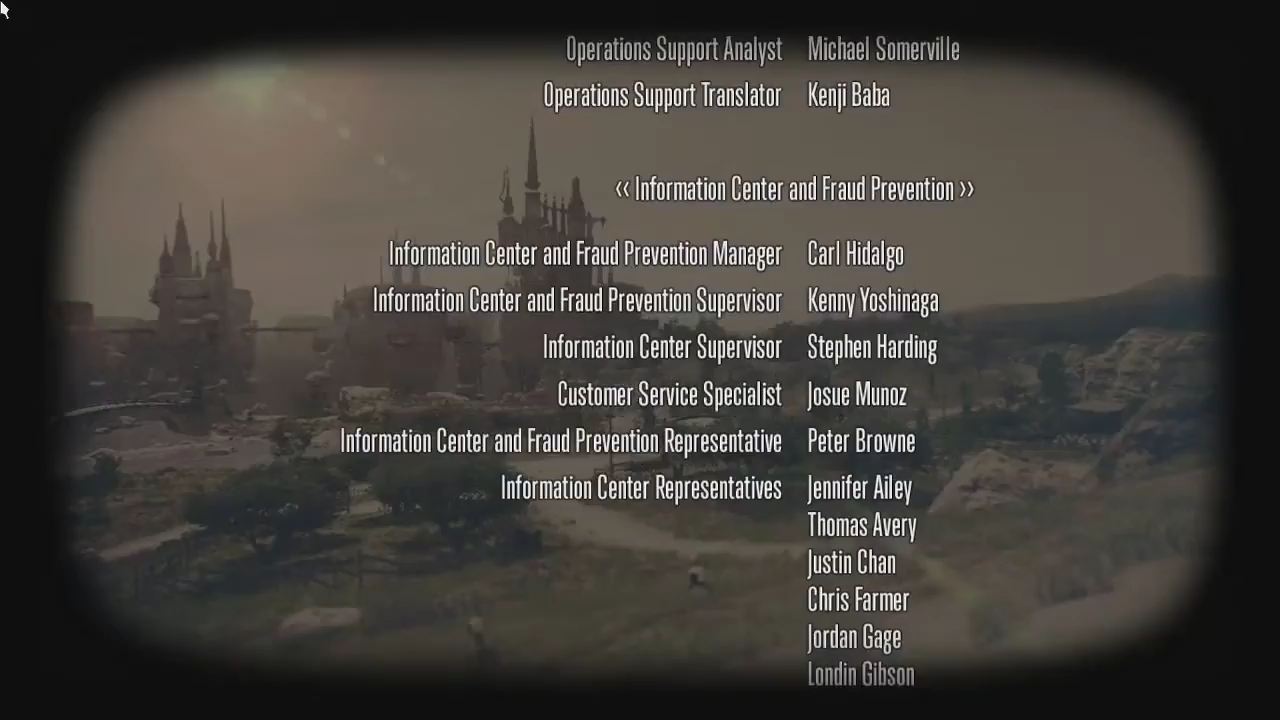 Operations Support Analyst Michael Somerville
Operations Support Translator Kenji Baba
<< Information Center and Fraud Prevention >>
Information Center and Fraud Prevention Manager Carl Hidalgo
Information Center and Fraud Prevention Supervisor Kenny Yoshinaga
Information Center Supervisor Stephen Harding
Customer Service Specialist Josue Munoz
Information Center and Fraud Prevention Representative Peter Browne
Information Center Representatives Jennifer Ailey
Thomas Avery
Justin Chan
Chris Farmer
Jordan Gage
Londin Gibson